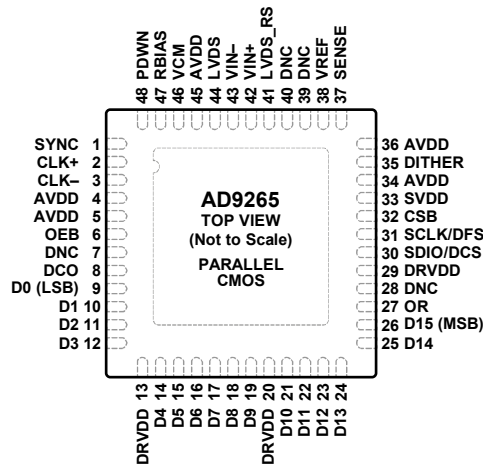 48 PDWN
47 RBIAS
46 VCM
45 AVDD
44 LVDS
43 VIN–
42 VIN+
41 LVDS_RS
40 DNC
39 DNC
38 VREF
37 SENSE
SYNC 1
CLK+ 2
CLK– 3
AVDD 4
AVDD 5
OEB 6
DNC 7
DCO 8
D0 (LSB) 9
D1 10
D2 11
D3 12
AD9265
TOP VIEW
(Not to Scale)
PARALLEL
CMOS
36 AVDD
35 DITHER
34 AVDD
33 SVDD
32 CSB
31 SCLK/DFS
30 SDIO/DCS
29 DRVDD
28 DNC
27 OR
26 D15 (MSB)
25 D14
DRVDD 13
D4 14
D5 15
D6 16
D7 17
D8 18
D9 19
DRVDD 20
D10 21
D11 22
D12 23
D13 24